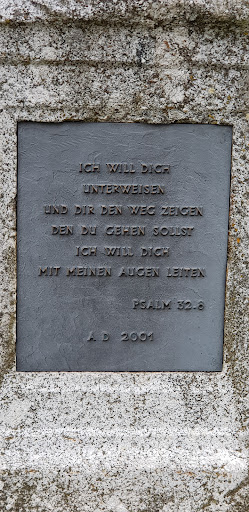 ICH WILL DICH
UNTERWEISEN
UND DIR DEN WEG ZEIGEN
DEN DU GEHEN SOLLST
ICH WILL DICH
MIT MEINEN AUGEN LEITEN
PSALM 32.8
A. D 2001